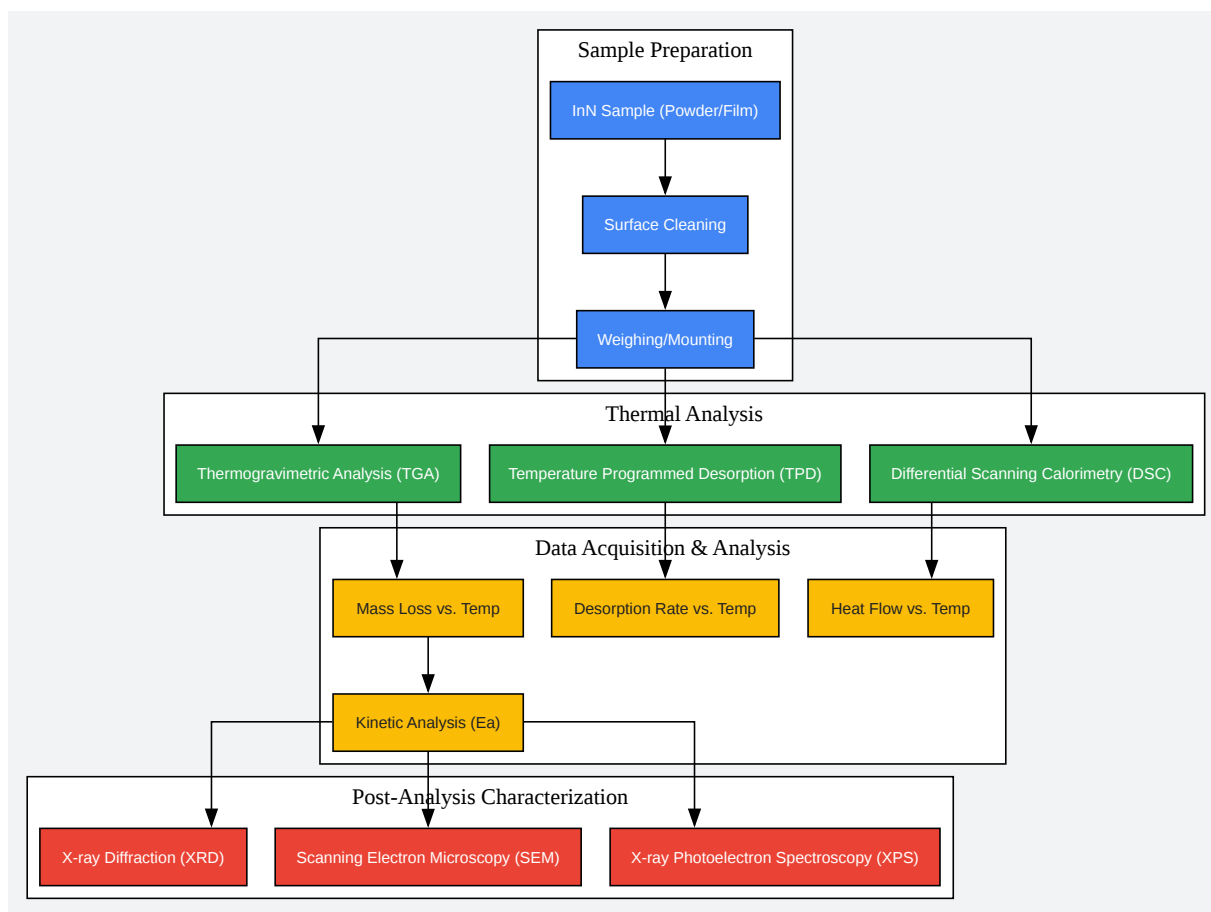 Sample Preparation
InN Sample (Powder/Film)
Surface Cleaning
Weighing/Mounting
Thermal Analysis
Thermogravimetric Analysis (TGA)
Temperature Programmed Desorption (TPD)
Differential Scanning Calorimetry (DSC)
Data Acquisition & Analysis
Mass Loss vs. Temp
Desorption Rate vs. Temp
Heat Flow vs. Temp
Kinetic Analysis (Ea)
Post-Analysis Characterization
X-ray Diffraction (XRD)
Scanning Electron Microscopy (SEM)
X-ray Photoelectron Spectroscopy (XPS)